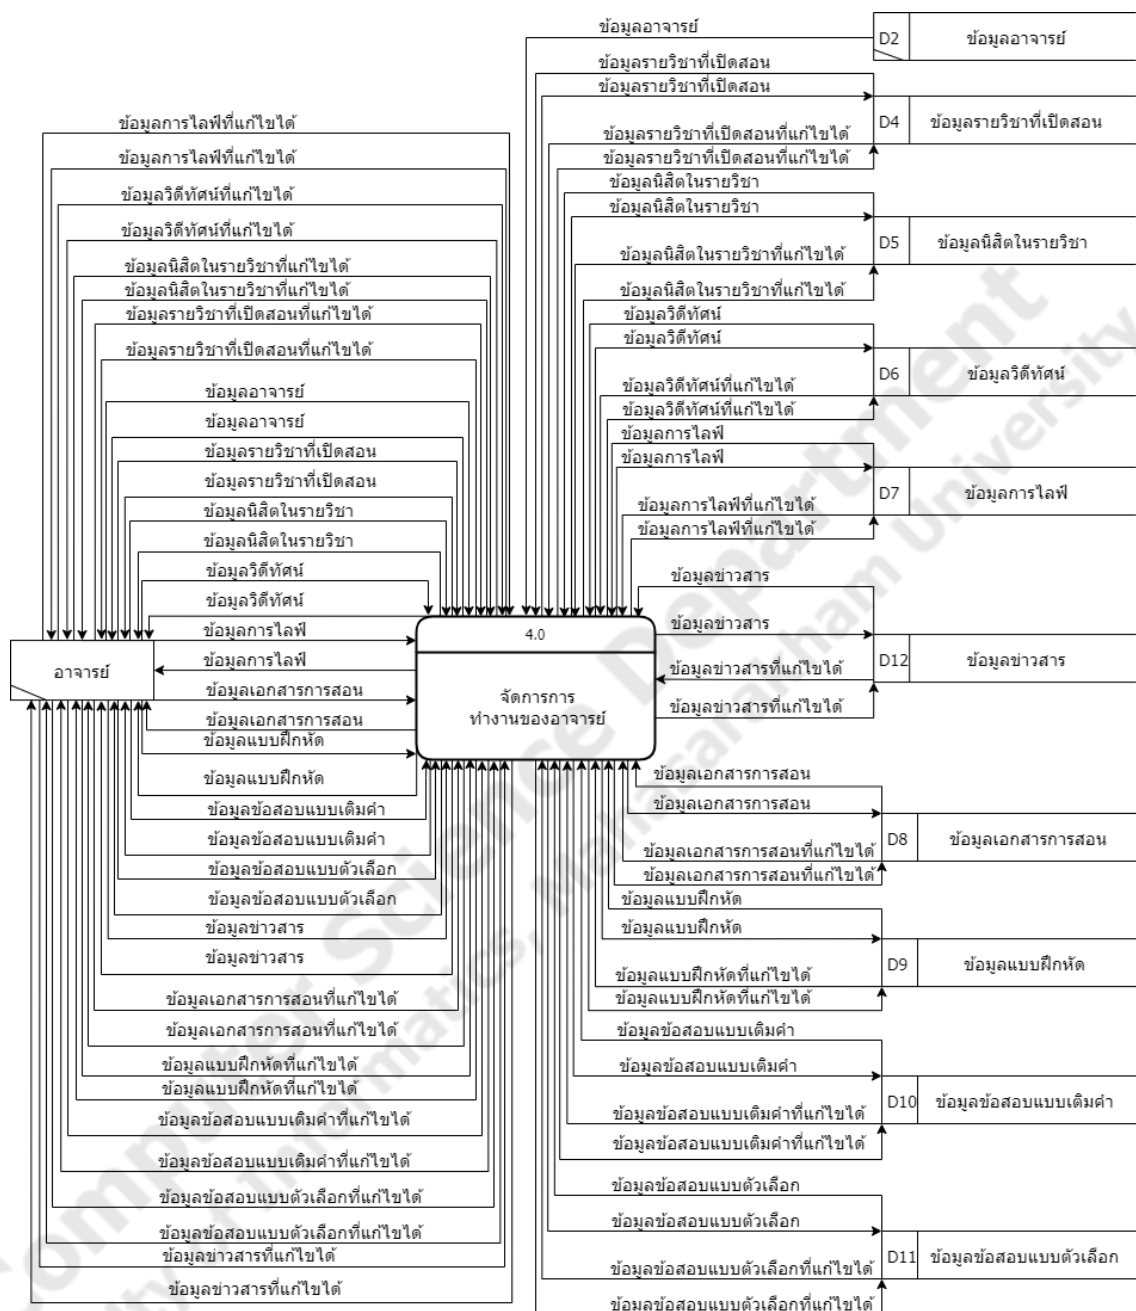 ข้อมูลการไลฟ์ที่แก้ไขได้
ข้อมูลการไลฟ์ที่แก้ไขได้
ข้อมูลวิดีทัศน์ที่แก้ไขได้
ข้อมูลวิดีทัศน์ที่แก้ไขได้
ข้อมูลนิสิตในรายวิชาที่แก้ไขได้
ข้อมูลนิสิตในรายวิชาที่แก้ไขได้
ข้อมูลรายวิชาที่เปิดสอนที่แก้ไขได้
ข้อมูลรายวิชาที่เปิดสอนที่แก้ไขได้
ข้อมูลอาจารย์
ข้อมูลอาจารย์
ข้อมูลรายวิชาที่เปิดสอน
ข้อมูลรายวิชาที่เปิดสอน
ข้อมูลนิสิตในรายวิชา
ข้อมูลนิสิตในรายวิชา
ข้อมูลวิดีทัศน์
ข้อมูลวิดีทัศน์
ข้อมูลการไลฟ์
ข้อมูลการไลฟ์
อาจารย์
ข้อมูลเอกสารการสอน
ข้อมูลเอกสารการสอน
ข้อมูลแบบฝึกหัด
ข้อมูลแบบฝึกหัด
ข้อมูลข้อสอบแบบเติมคำ
ข้อมูลข้อสอบแบบเติมคำ
ข้อมูลข้อสอบแบบตัวเลือก
ข้อมูลข้อสอบแบบตัวเลือก
ข้อมูลข่าวสาร
ข้อมูลข่าวสาร
ข้อมูลเอกสารการสอนที่แก้ไขได้
ข้อมูลเอกสารการสอนที่แก้ไขได้
ข้อมูลแบบฝึกหัดที่แก้ไขได้
ข้อมูลแบบฝึกหัดที่แก้ไขได้
ข้อมูลข้อสอบแบบเติมคำที่แก้ไขได้
ข้อมูลข้อสอบแบบเติมคำที่แก้ไขได้
ข้อมูลข้อสอบแบบตัวเลือกที่แก้ไขได้
ข้อมูลข้อสอบแบบตัวเลือกที่แก้ไขได้
ข้อมูลข่าวสารที่แก้ไขได้
ข้อมูลข่าวสารที่แก้ไขได้
4.0
จัดการการ
ทำงานของอาจารย์
ข้อมูลอาจารย์
D2 ข้อมูลอาจารย์
ข้อมูลรายวิชาที่เปิดสอน
ข้อมูลรายวิชาที่เปิดสอน
D4 ข้อมูลรายวิชาที่เปิดสอน
ข้อมูลรายวิชาที่เปิดสอนที่แก้ไขได้
ข้อมูลรายวิชาที่เปิดสอนที่แก้ไขได้
ข้อมูลนิสิตในรายวิชา
ข้อมูลนิสิตในรายวิชา
D5 ข้อมูลนิสิตในรายวิชา
ข้อมูลนิสิตในรายวิชาที่แก้ไขได้
ข้อมูลนิสิตในรายวิชาที่แก้ไขได้
ข้อมูลวิดีทัศน์
ข้อมูลวิดีทัศน์
D6 ข้อมูลวิดีทัศน์
ข้อมูลวิดีทัศน์ที่แก้ไขได้
ข้อมูลวิดีทัศน์ที่แก้ไขได้
ข้อมูลการไลฟ์
ข้อมูลการไลฟ์
D7 ข้อมูลการไลฟ์
ข้อมูลการไลฟ์ที่แก้ไขได้
ข้อมูลการไลฟ์ที่แก้ไขได้
ข้อมูลข่าวสาร
ข้อมูลข่าวสาร
D12 ข้อมูลข่าวสาร
ข้อมูลข่าวสารที่แก้ไขได้
ข้อมูลข่าวสารที่แก้ไขได้
ข้อมูลเอกสารการสอน
ข้อมูลเอกสารการสอน
D8 ข้อมูลเอกสารการสอน
ข้อมูลเอกสารการสอนที่แก้ไขได้
ข้อมูลเอกสารการสอนที่แก้ไขได้
ข้อมูลแบบฝึกหัด
ข้อมูลแบบฝึกหัด
D9 ข้อมูลแบบฝึกหัด
ข้อมูลแบบฝึกหัดที่แก้ไขได้
ข้อมูลแบบฝึกหัดที่แก้ไขได้
ข้อมูลข้อสอบแบบเติมคำ
ข้อมูลข้อสอบแบบเติมคำ
D10 ข้อมูลข้อสอบแบบเติมคำ
ข้อมูลข้อสอบแบบเติมคำที่แก้ไขได้
ข้อมูลข้อสอบแบบเติมคำที่แก้ไขได้
ข้อมูลข้อสอบแบบตัวเลือก
ข้อมูลข้อสอบแบบตัวเลือก
D11 ข้อมูลข้อสอบแบบตัวเลือก
ข้อมูลข้อสอบแบบตัวเลือกที่แก้ไขได้
ข้อมูลข้อสอบแบบตัวเลือกที่แก้ไขได้
Computer Science Department
Informatics, Mahasarakham University